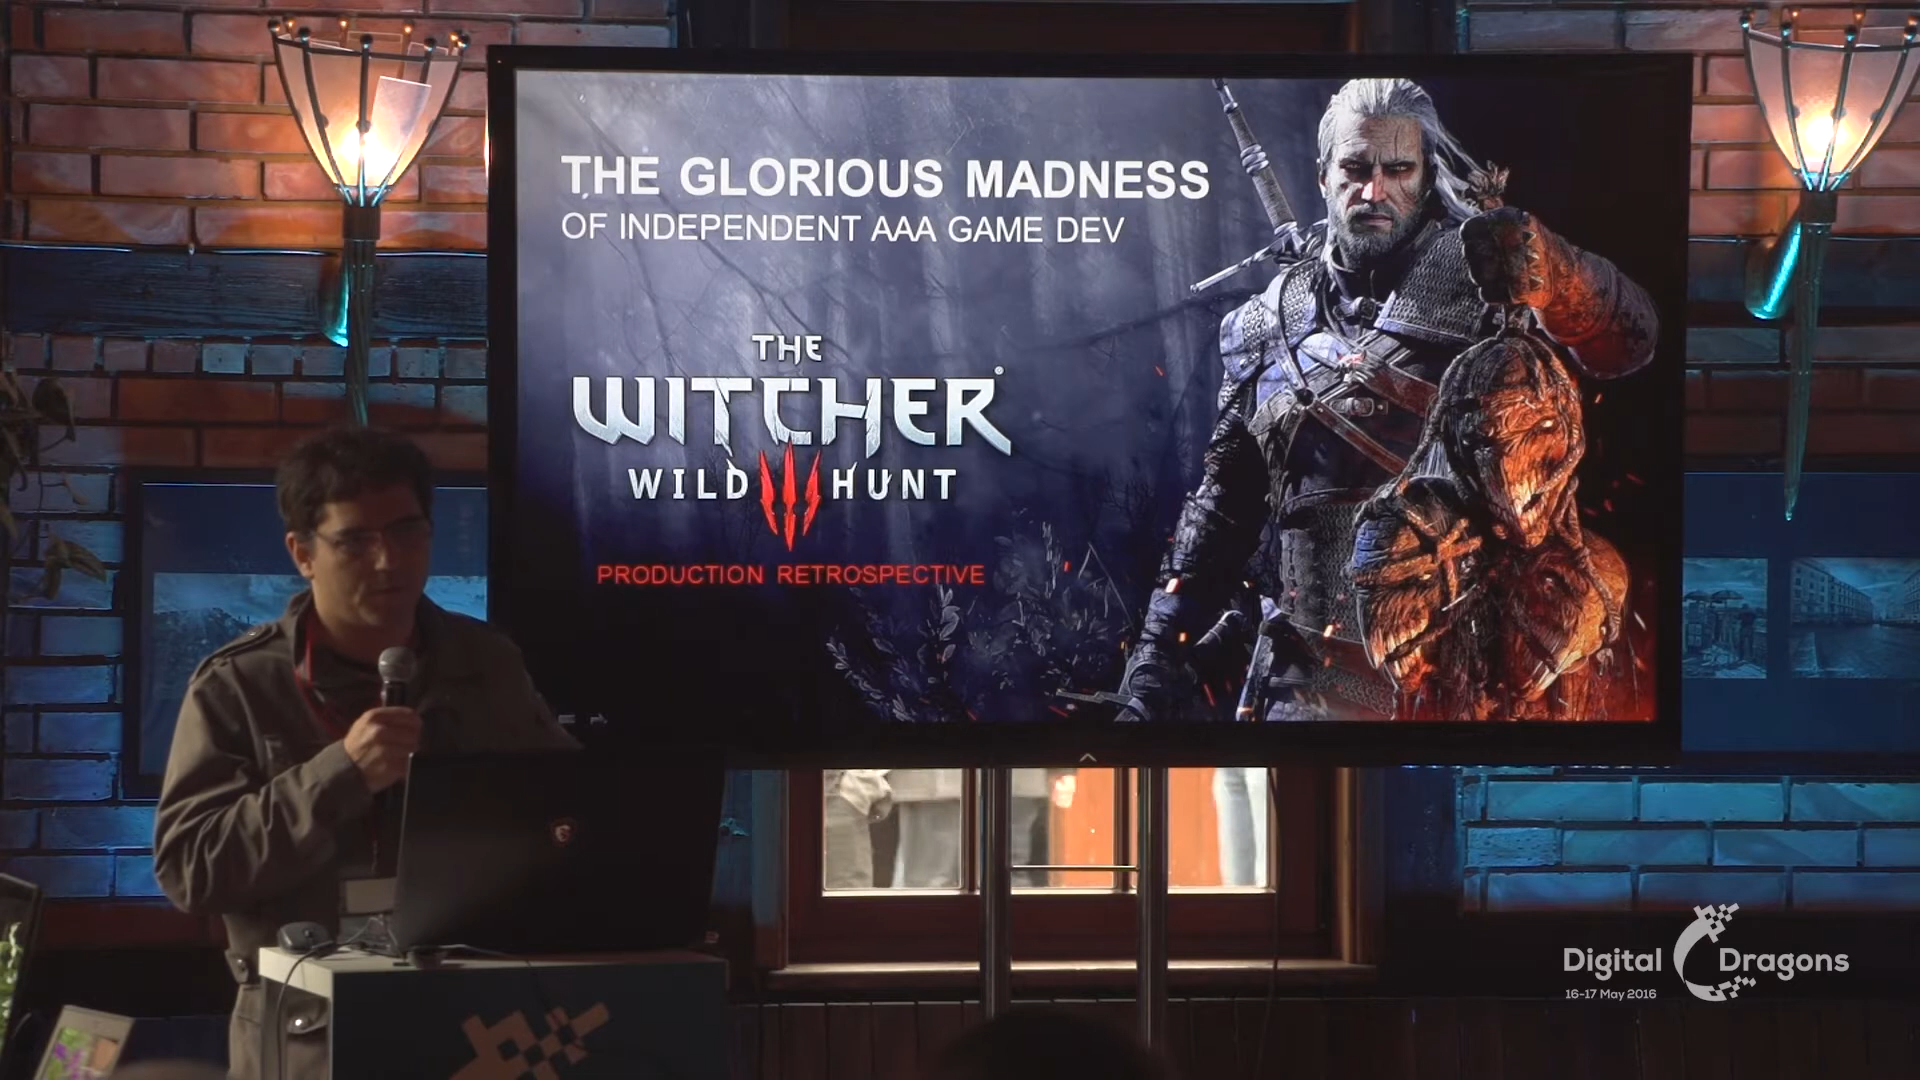 THE GLORIOUS MADNESS
OF INDEPENDENT AAA GAME DEV
THE
WITCHER®
WILD HUNT
III
PRODUCTION RETROSPECTIVE
Digital Dragons
16-17 May 2016